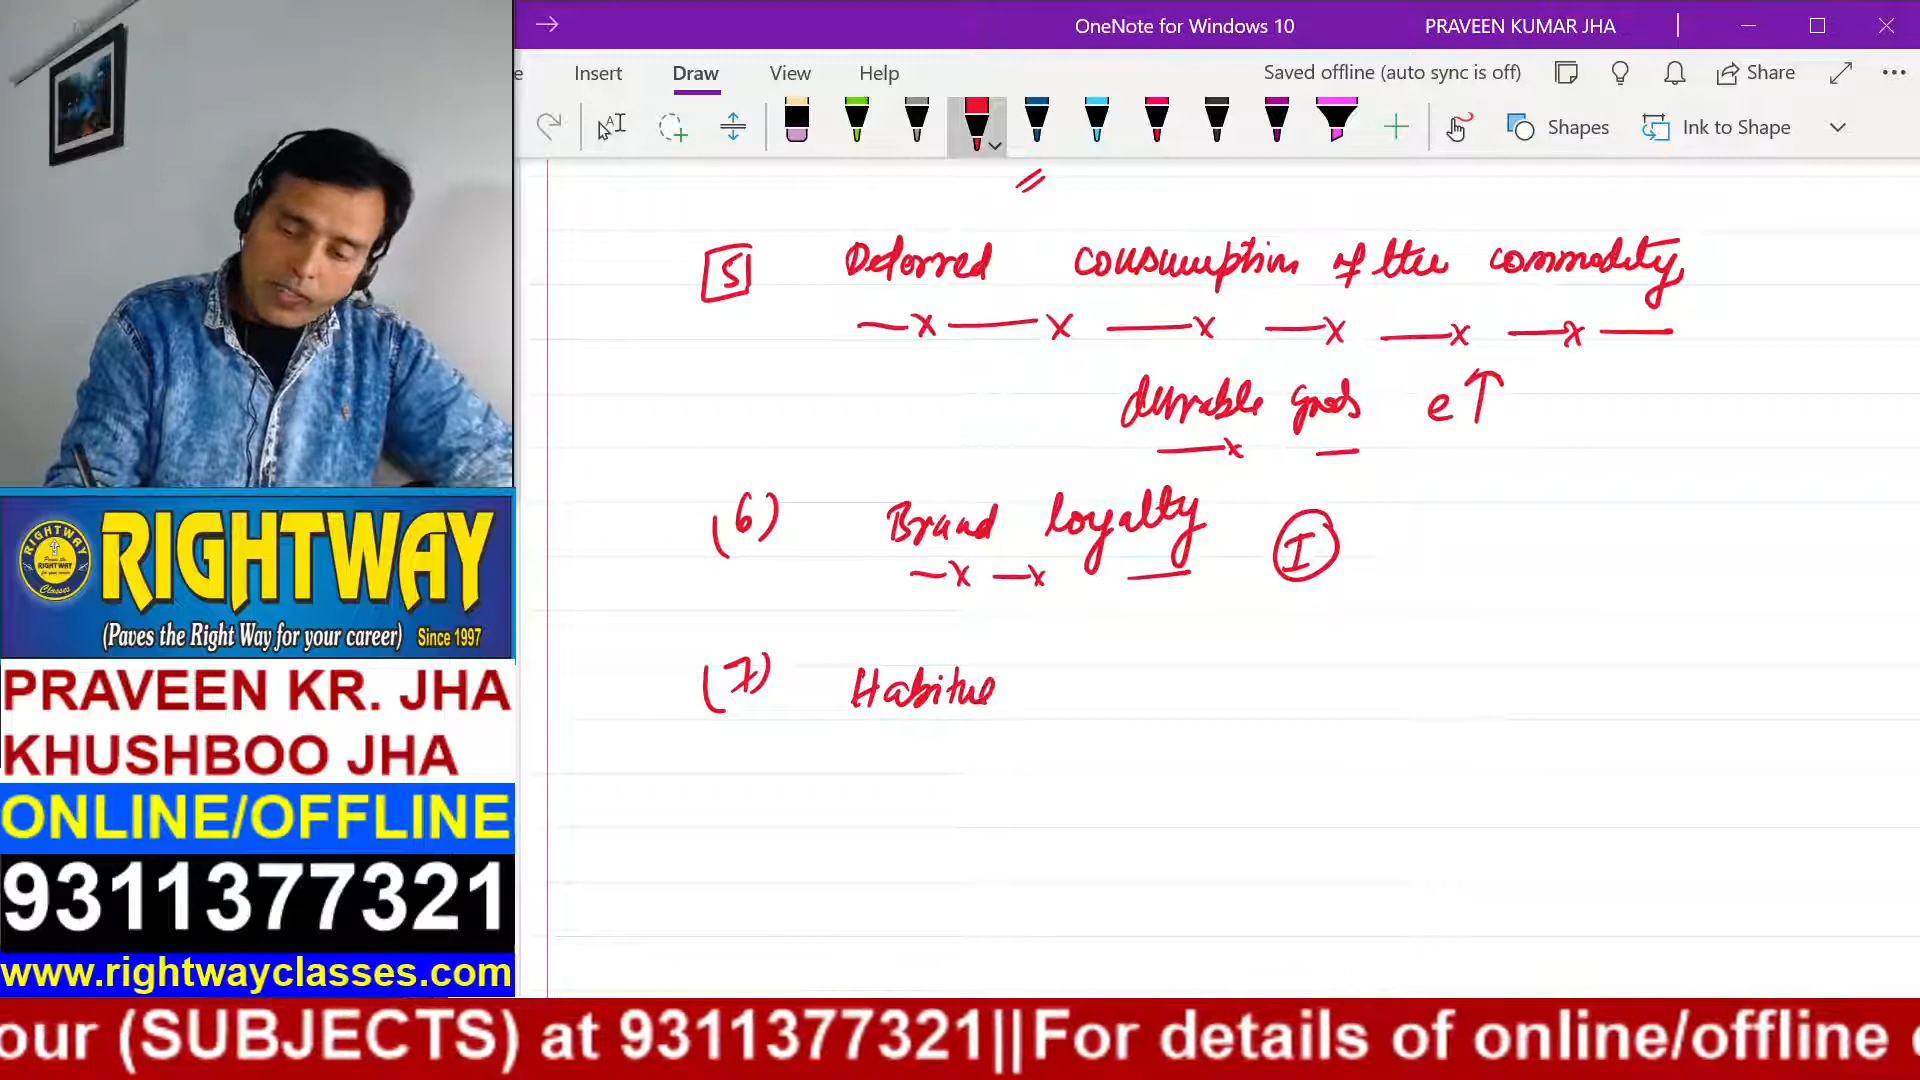 OneNote for Windows 10
PRAVEEN KUMAR JHA
Insert Draw View Help
Saved offline (auto sync is off)
Share
Shapes
Ink to Shape
5 Deferred consumption of the commodity
durable goods e↑
(6) Brand loyalty I
(7) Habitue
RIGHTWAY
RIGHTWAY
Classes
(Paves the Right Way for your career) Since 1997
PRAVEEN KR. JHA
KHUSHBOO JHA
ONLINE/OFFLINE
9311377321
www.rightwayclasses.com
our (SUBJECTS) at 9311377321||For details of online/offline